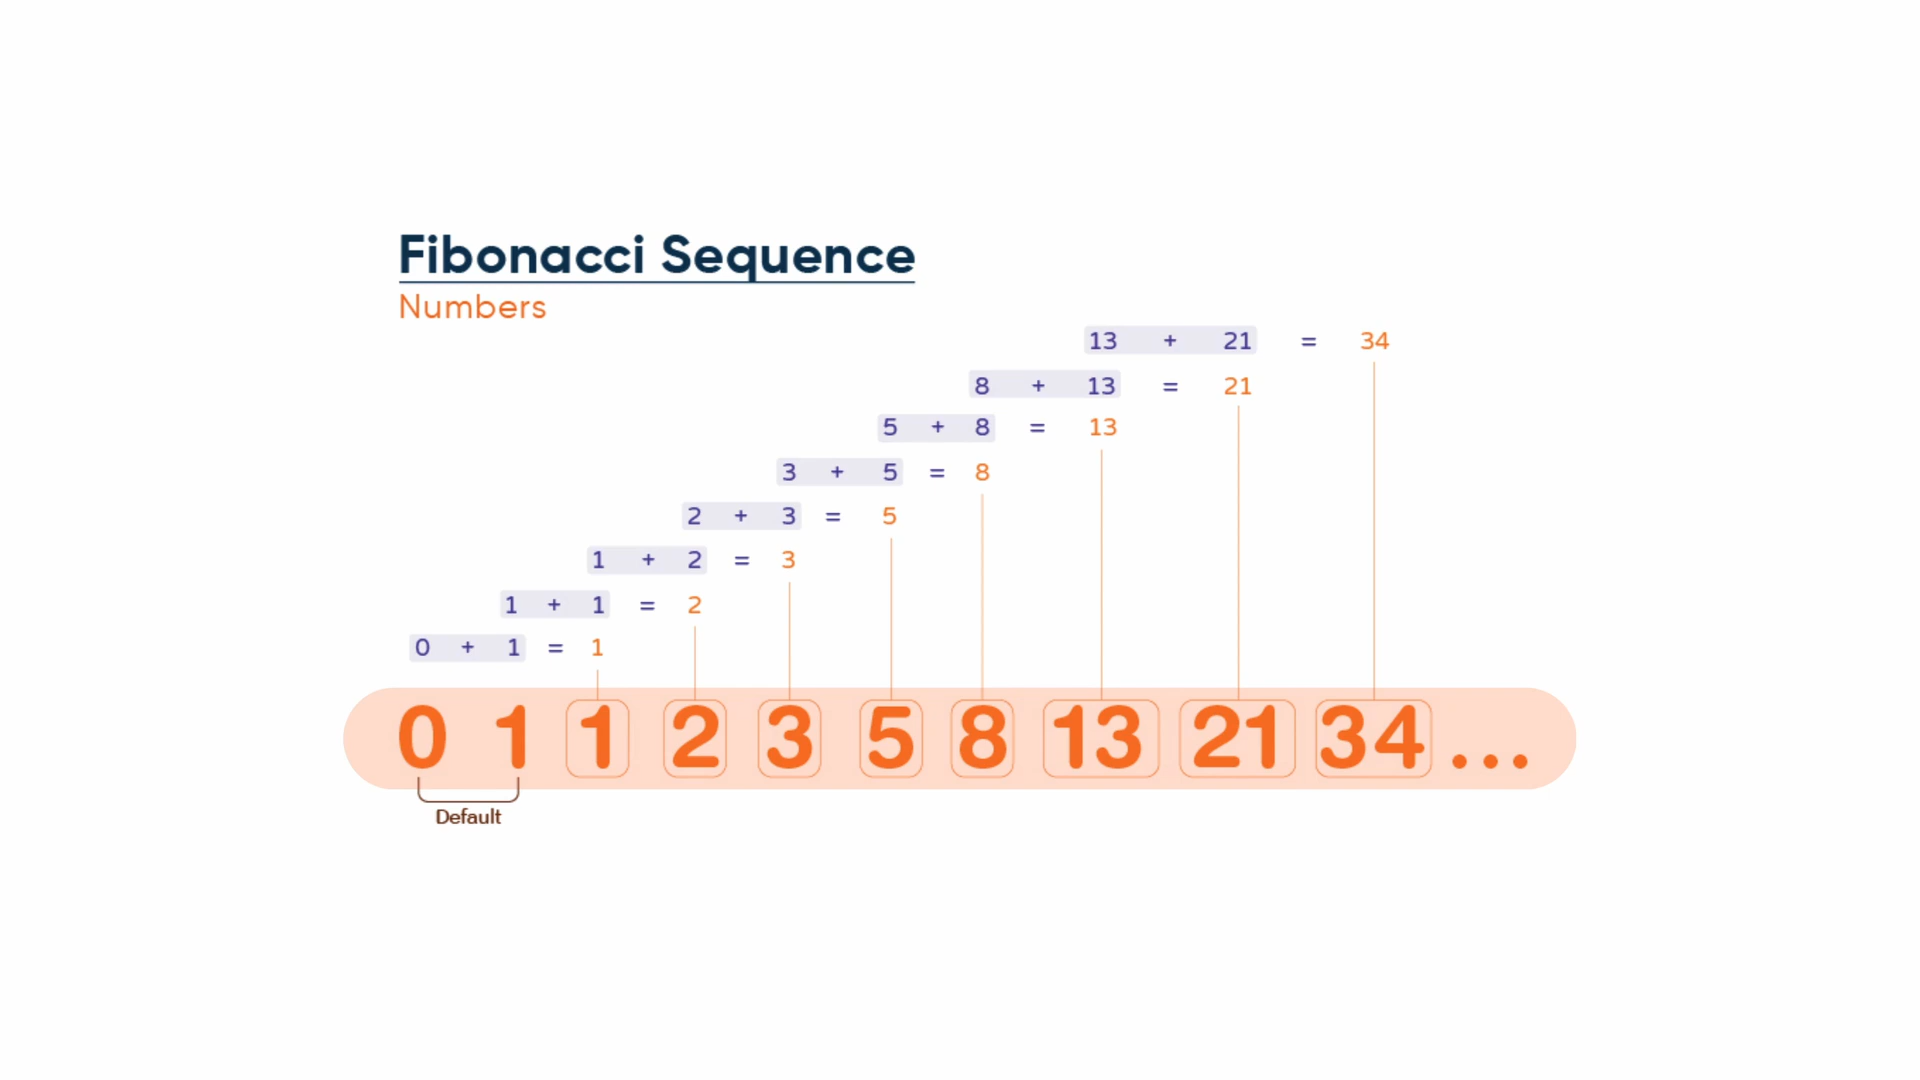 Fibonacci Sequence
Numbers
13 + 21 = 34
8 + 13 = 21
5 + 8 = 13
3 + 5 = 8
2 + 3 = 5
1 + 2 = 3
1 + 1 = 2
0 + 1 = 1
0 1 1 2 3 5 8 13 21 34 ...
Default